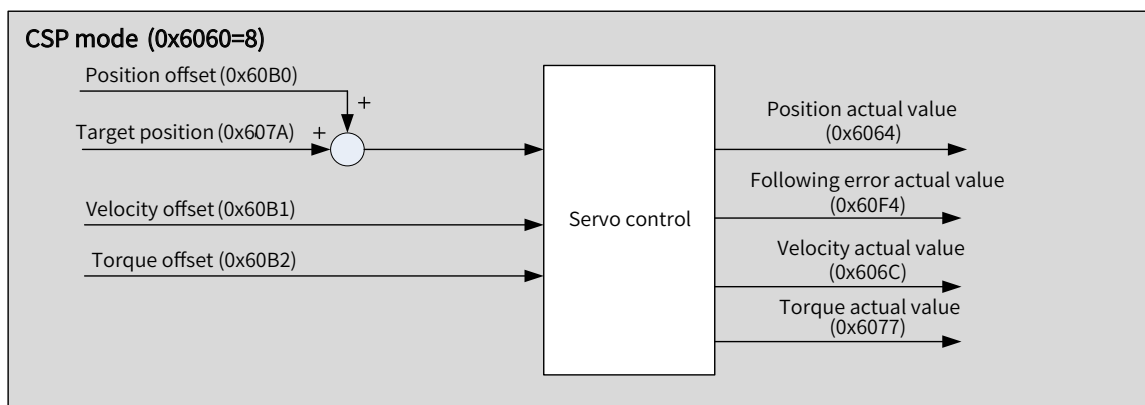 CSP mode (0x6060=8)
Position offset (0x60B0)
+
Target position (0x607A)
+
Velocity offset (0x60B1)
Torque offset (0x60B2)
Servo control
Position actual value
(0x6064)
Following error actual value
(0x60F4)
Velocity actual value
(0x606C)
Torque actual value
(0x6077)